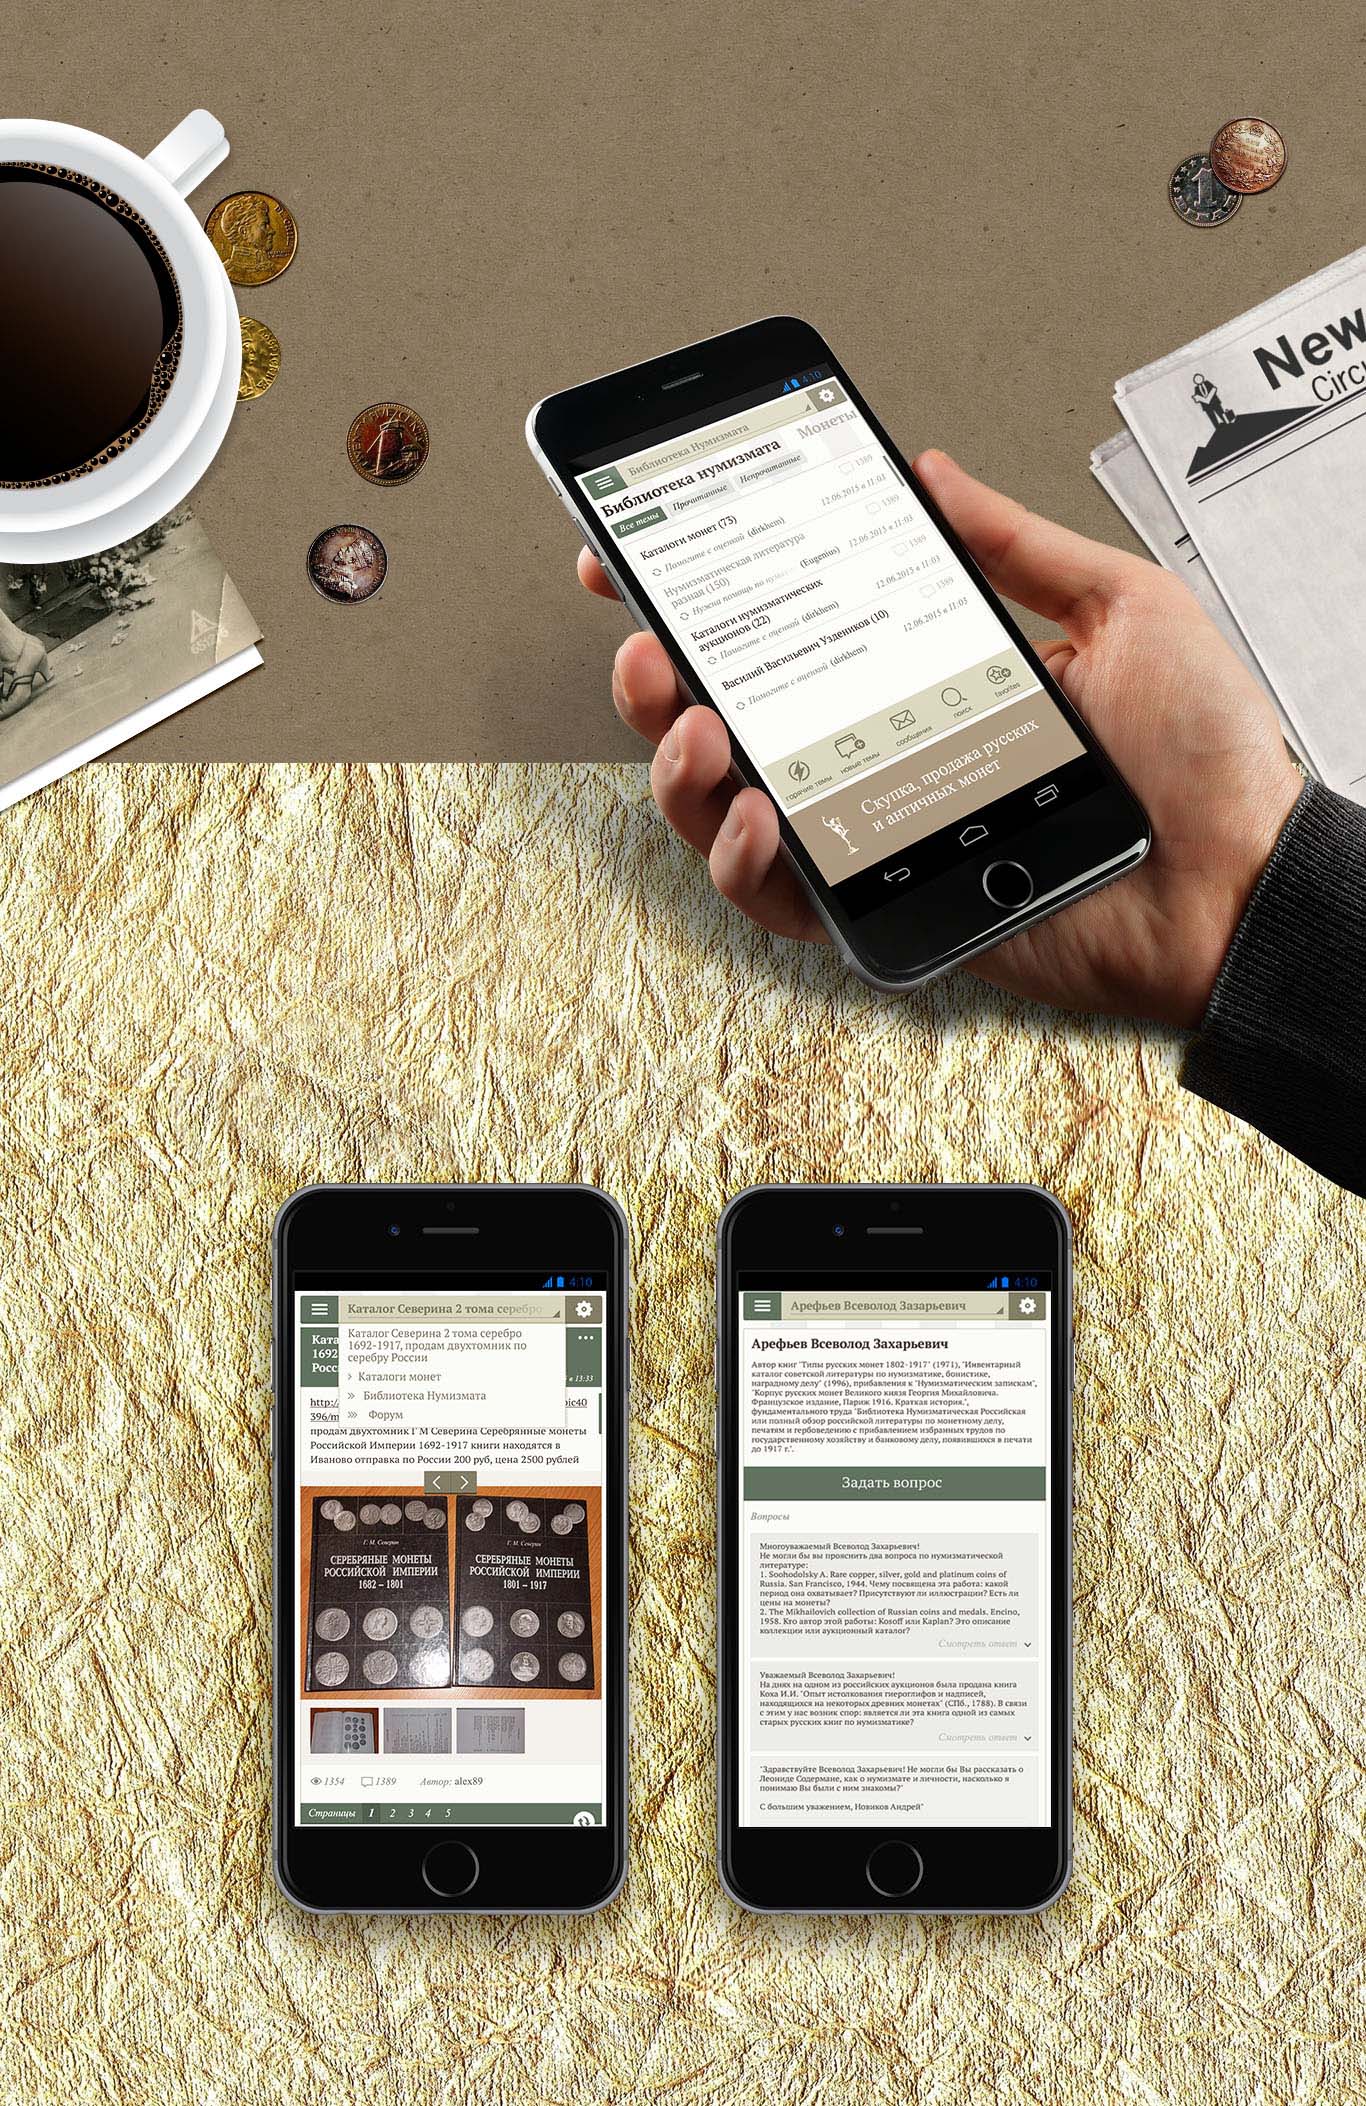 New
Circu
4:10
Библиотека Нумизмата
Библиотека нумизмата
Монеты
Все темы
Прочитанные
Непрочитанные
Каталоги монет (73)
1389
Помогите с оценкой (dirkhem)
12.06.2015 в 11:03
Нумизматическая литература
разная (150)
1389
Нужна помощь по
(Eugenius)
12.06.2015 в 11:03
Каталоги нумизматических
аукционов (22)
1389
Помогите с оценкой (dirkhem)
12.06.2015 в 11:03
Василий Васильевич Уздеников (10)
1389
Помогите с оценкой (dirkhem)
12.06.2015 в 11:05
горячие темы
новые темы
сообщения
поиск
favorites
Скупка, продажа русских
и античных монет
4:10
Каталог Северина 2 тома серебро
Ката
1692
Росс
Каталог Северина 2 тома серебро
1692-1917, продам двухтомник по
серебру России
› Каталоги монет
» Библиотека Нумизмата
Форум
в 13:33
http:/
pic40
396/m
продам двухтомник Г М Северина Серебрянные монеты
Российской Империи 1692-1917 книги находятся в
Иваново отправка по России 200 руб, цена 2500 рублей
Г. М. Северин
СЕРЕБРЯНЫЕ МОНЕТЫ
РОССИЙСКОЙ ИМПЕРИИ
1682 – 1801
Г. М. Северин
СЕРЕБРЯНЫЕ МОНЕТЫ
РОССИЙСКОЙ ИМПЕРИИ
1801 – 1917
1354
1389
Автор: alex89
Страницы 1 2 3 4 5
4:10
Арефьев Всеволод Зазарьевич
Арефьев Всеволод Захарьевич
Автор книг "Типы русских монет 1802-1917" (1971), "Инвентарный
каталог советской литературы по нумизматике, бонистике,
наградному делу" (1996), прибавления к "Нумизматическим запискам",
"Корпус русских монет Великого князя Георгия Михайловича.
Французское издание, Париж 1916. Краткая история.",
фундаментального труда "Библиотека Нумизматическая Российская
или полный обзор российской литературы по монетному делу,
печатям и гербоведению с прибавлением избранных трудов по
государственному хозяйству и банковому делу, появившихся в печати
до 1917 г.".
Задать вопрос
Вопросы
Многоуважаемый Всеволод Захарьевич!
Не могли бы вы прояснить два вопроса по нумизматической
литературе:
1. Soohodolsky A. Rare copper, silver, gold and platinum coins of
Russia. San Francisco, 1944. Чему посвящена эта работа: какой
период она охватывает? Присутствуют ли иллюстрации? Есть ли
цены на монеты?
2. The Mikhailovich collection of Russian coins and medals. Encino,
1958. Кто автор этой работы: Kosoff или Kaplan? Это описание
коллекции или аукционный каталог?
Смотреть ответ
Уважаемый Всеволод Захарьевич!
На днях на одном из российских аукционов была продана книга
Коха И.И. "Опыт истолкования гиероглифов и надписей,
находящихся на некоторых древних монетах" (СПб., 1788). В связи
с этим у нас возник спор: является ли эта книга одной из самых
старых русских книг по нумизматике?
Смотреть ответ
"Здравствуйте Всеволод Захарьевич! Не могли бы Вы рассказать о
Леониде Содермане, как о нумизмате и личности, насколько я
понимаю Вы были с ним знакомы?"
С большим уважением, Новиков Андрей"